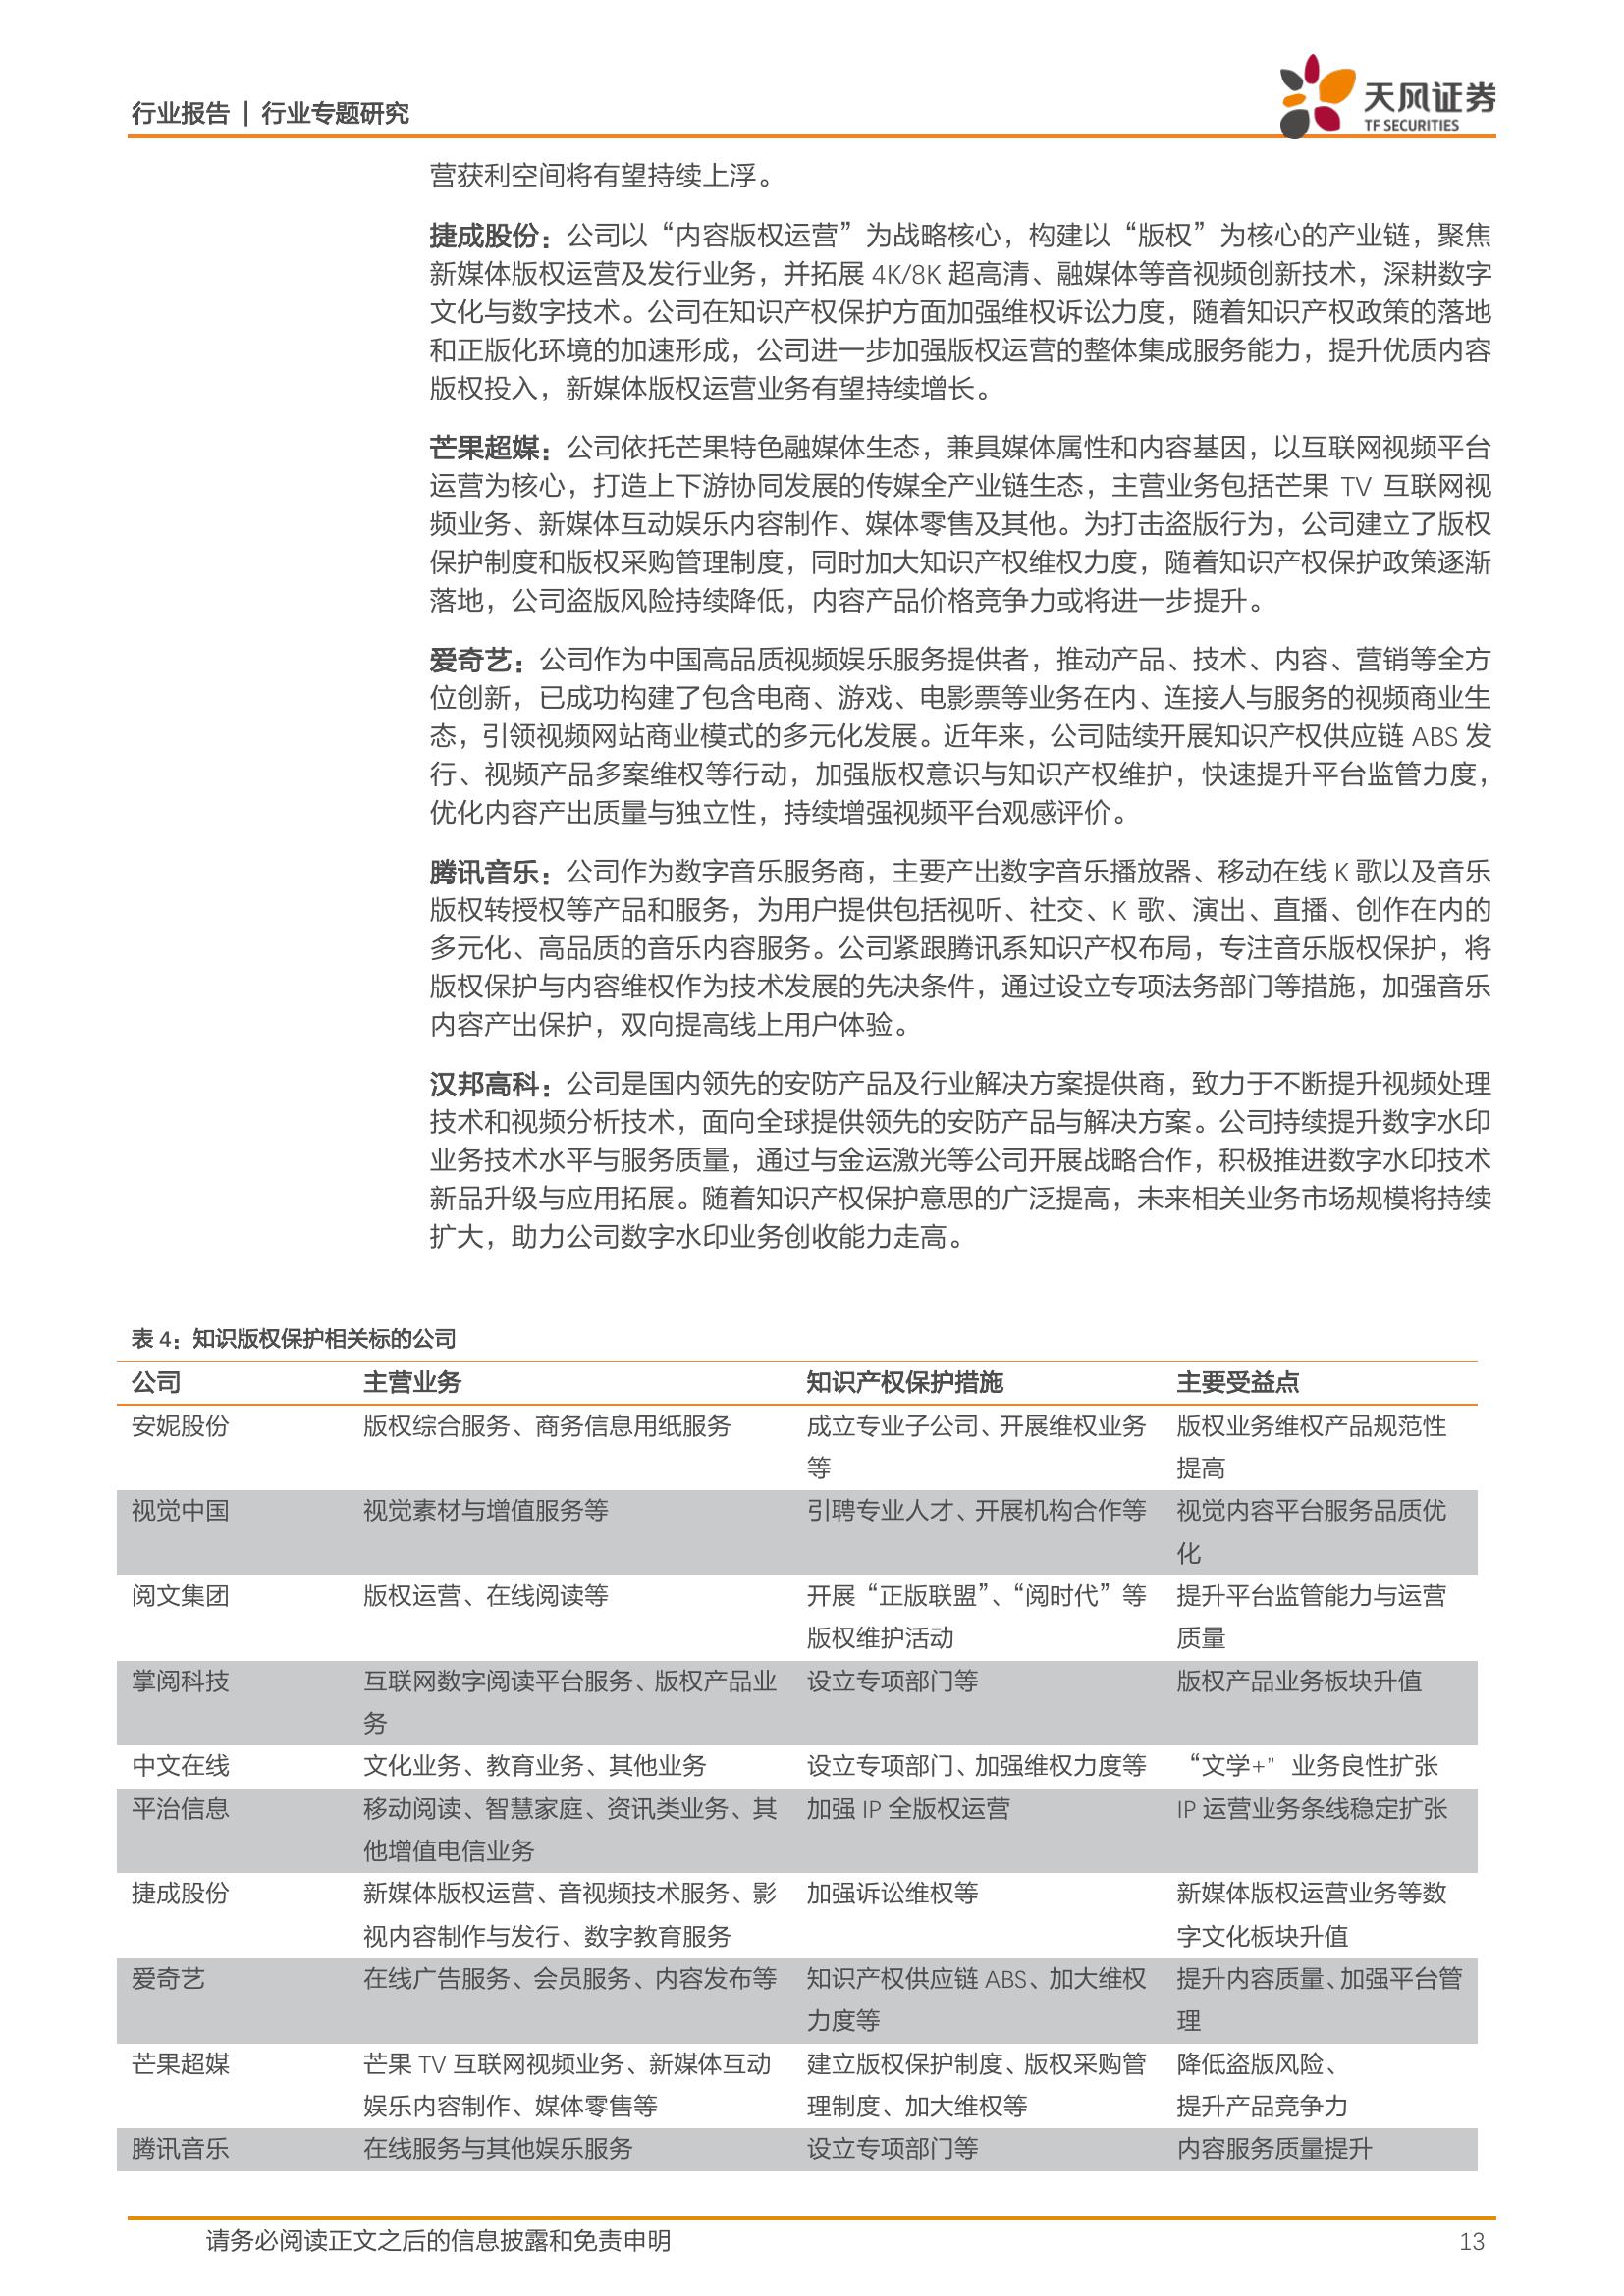 行业报告 | 行业专题研究
天风证券
TF SECURITIES
营获利空间将有望持续上浮。
捷成股份：公司以“内容版权运营”为战略核心，构建以“版权”为核心的产业链，聚焦
新媒体版权运营及发行业务，并拓展 4K/8K 超高清、融媒体等音视频创新技术，深耕数字
文化与数字技术。公司在知识产权保护方面加强维权诉讼力度，随着知识产权政策的落地
和正版化环境的加速形成，公司进一步加强版权运营的整体集成服务能力，提升优质内容
版权投入，新媒体版权运营业务有望持续增长。
芒果超媒：公司依托芒果特色融媒体生态，兼具媒体属性和内容基因，以互联网视频平台
运营为核心，打造上下游协同发展的传媒全产业链生态，主营业务包括芒果 TV 互联网视
频业务、新媒体互动娱乐内容制作、媒体零售及其他。为打击盗版行为，公司建立了版权
保护制度和版权采购管理制度，同时加大知识产权维权力度，随着知识产权保护政策逐渐
落地，公司盗版风险持续降低，内容产品价格竞争力或将进一步提升。
爱奇艺：公司作为中国高品质视频娱乐服务提供者，推动产品、技术、内容、营销等全方
位创新，已成功构建了包含电商、游戏、电影票等业务在内、连接人与服务的视频商业生
态，引领视频网站商业模式的多元化发展。近年来，公司陆续开展知识产权供应链 ABS 发
行、视频产品多案维权等行动，加强版权意识与知识产权维护，快速提升平台监管力度，
优化内容产出质量与独立性，持续增强视频平台观感评价。
腾讯音乐：公司作为数字音乐服务商，主要产出数字音乐播放器、移动在线 K 歌以及音乐
版权转授权等产品和服务，为用户提供包括视听、社交、K 歌、演出、直播、创作在内的
多元化、高品质的音乐内容服务。公司紧跟腾讯系知识产权布局，专注音乐版权保护，将
版权保护与内容维权作为技术发展的先决条件，通过设立专项法务部门等措施，加强音乐
内容产出保护，双向提高线上用户体验。
汉邦高科：公司是国内领先的安防产品及行业解决方案提供商，致力于不断提升视频处理
技术和视频分析技术，面向全球提供领先的安防产品与解决方案。公司持续提升数字水印
业务技术水平与服务质量，通过与金运激光等公司开展战略合作，积极推进数字水印技术
新品升级与应用拓展。随着知识产权保护意思的广泛提高，未来相关业务市场规模将持续
扩大，助力公司数字水印业务创收能力走高。
表 4：知识版权保护相关标的公司
公司 主营业务 知识产权保护措施 主要受益点
安妮股份 版权综合服务、商务信息用纸服务 成立专业子公司、开展维权业务 版权业务维权产品规范性
等 提高
视觉中国 视觉素材与增值服务等 引聘专业人才、开展机构合作等 视觉内容平台服务品质优
化
阅文集团 版权运营、在线阅读等 开展“正版联盟”、“阅时代”等 提升平台监管能力与运营
版权维护活动 质量
掌阅科技 互联网数字阅读平台服务、版权产品业 设立专项部门等 版权产品业务板块升值
务
中文在线 文化业务、教育业务、其他业务 设立专项部门、加强维权力度等 “文学+”业务良性扩张
平治信息 移动阅读、智慧家庭、资讯类业务、其 加强 IP 全版权运营 IP 运营业务条线稳定扩张
他增值电信业务
捷成股份 新媒体版权运营、音视频技术服务、影 加强诉讼维权等 新媒体版权运营业务等数
视内容制作与发行、数字教育服务 字文化板块升值
爱奇艺 在线广告服务、会员服务、内容发布等 知识产权供应链 ABS、加大维权 提升内容质量、加强平台管
力度等 理
芒果超媒 芒果 TV 互联网视频业务、新媒体互动 建立版权保护制度、版权采购管 降低盗版风险、
娱乐内容制作、媒体零售等 理制度、加大维权等 提升产品竞争力
腾讯音乐 在线服务与其他娱乐服务 设立专项部门等 内容服务质量提升
请务必阅读正文之后的信息披露和免责申明 13